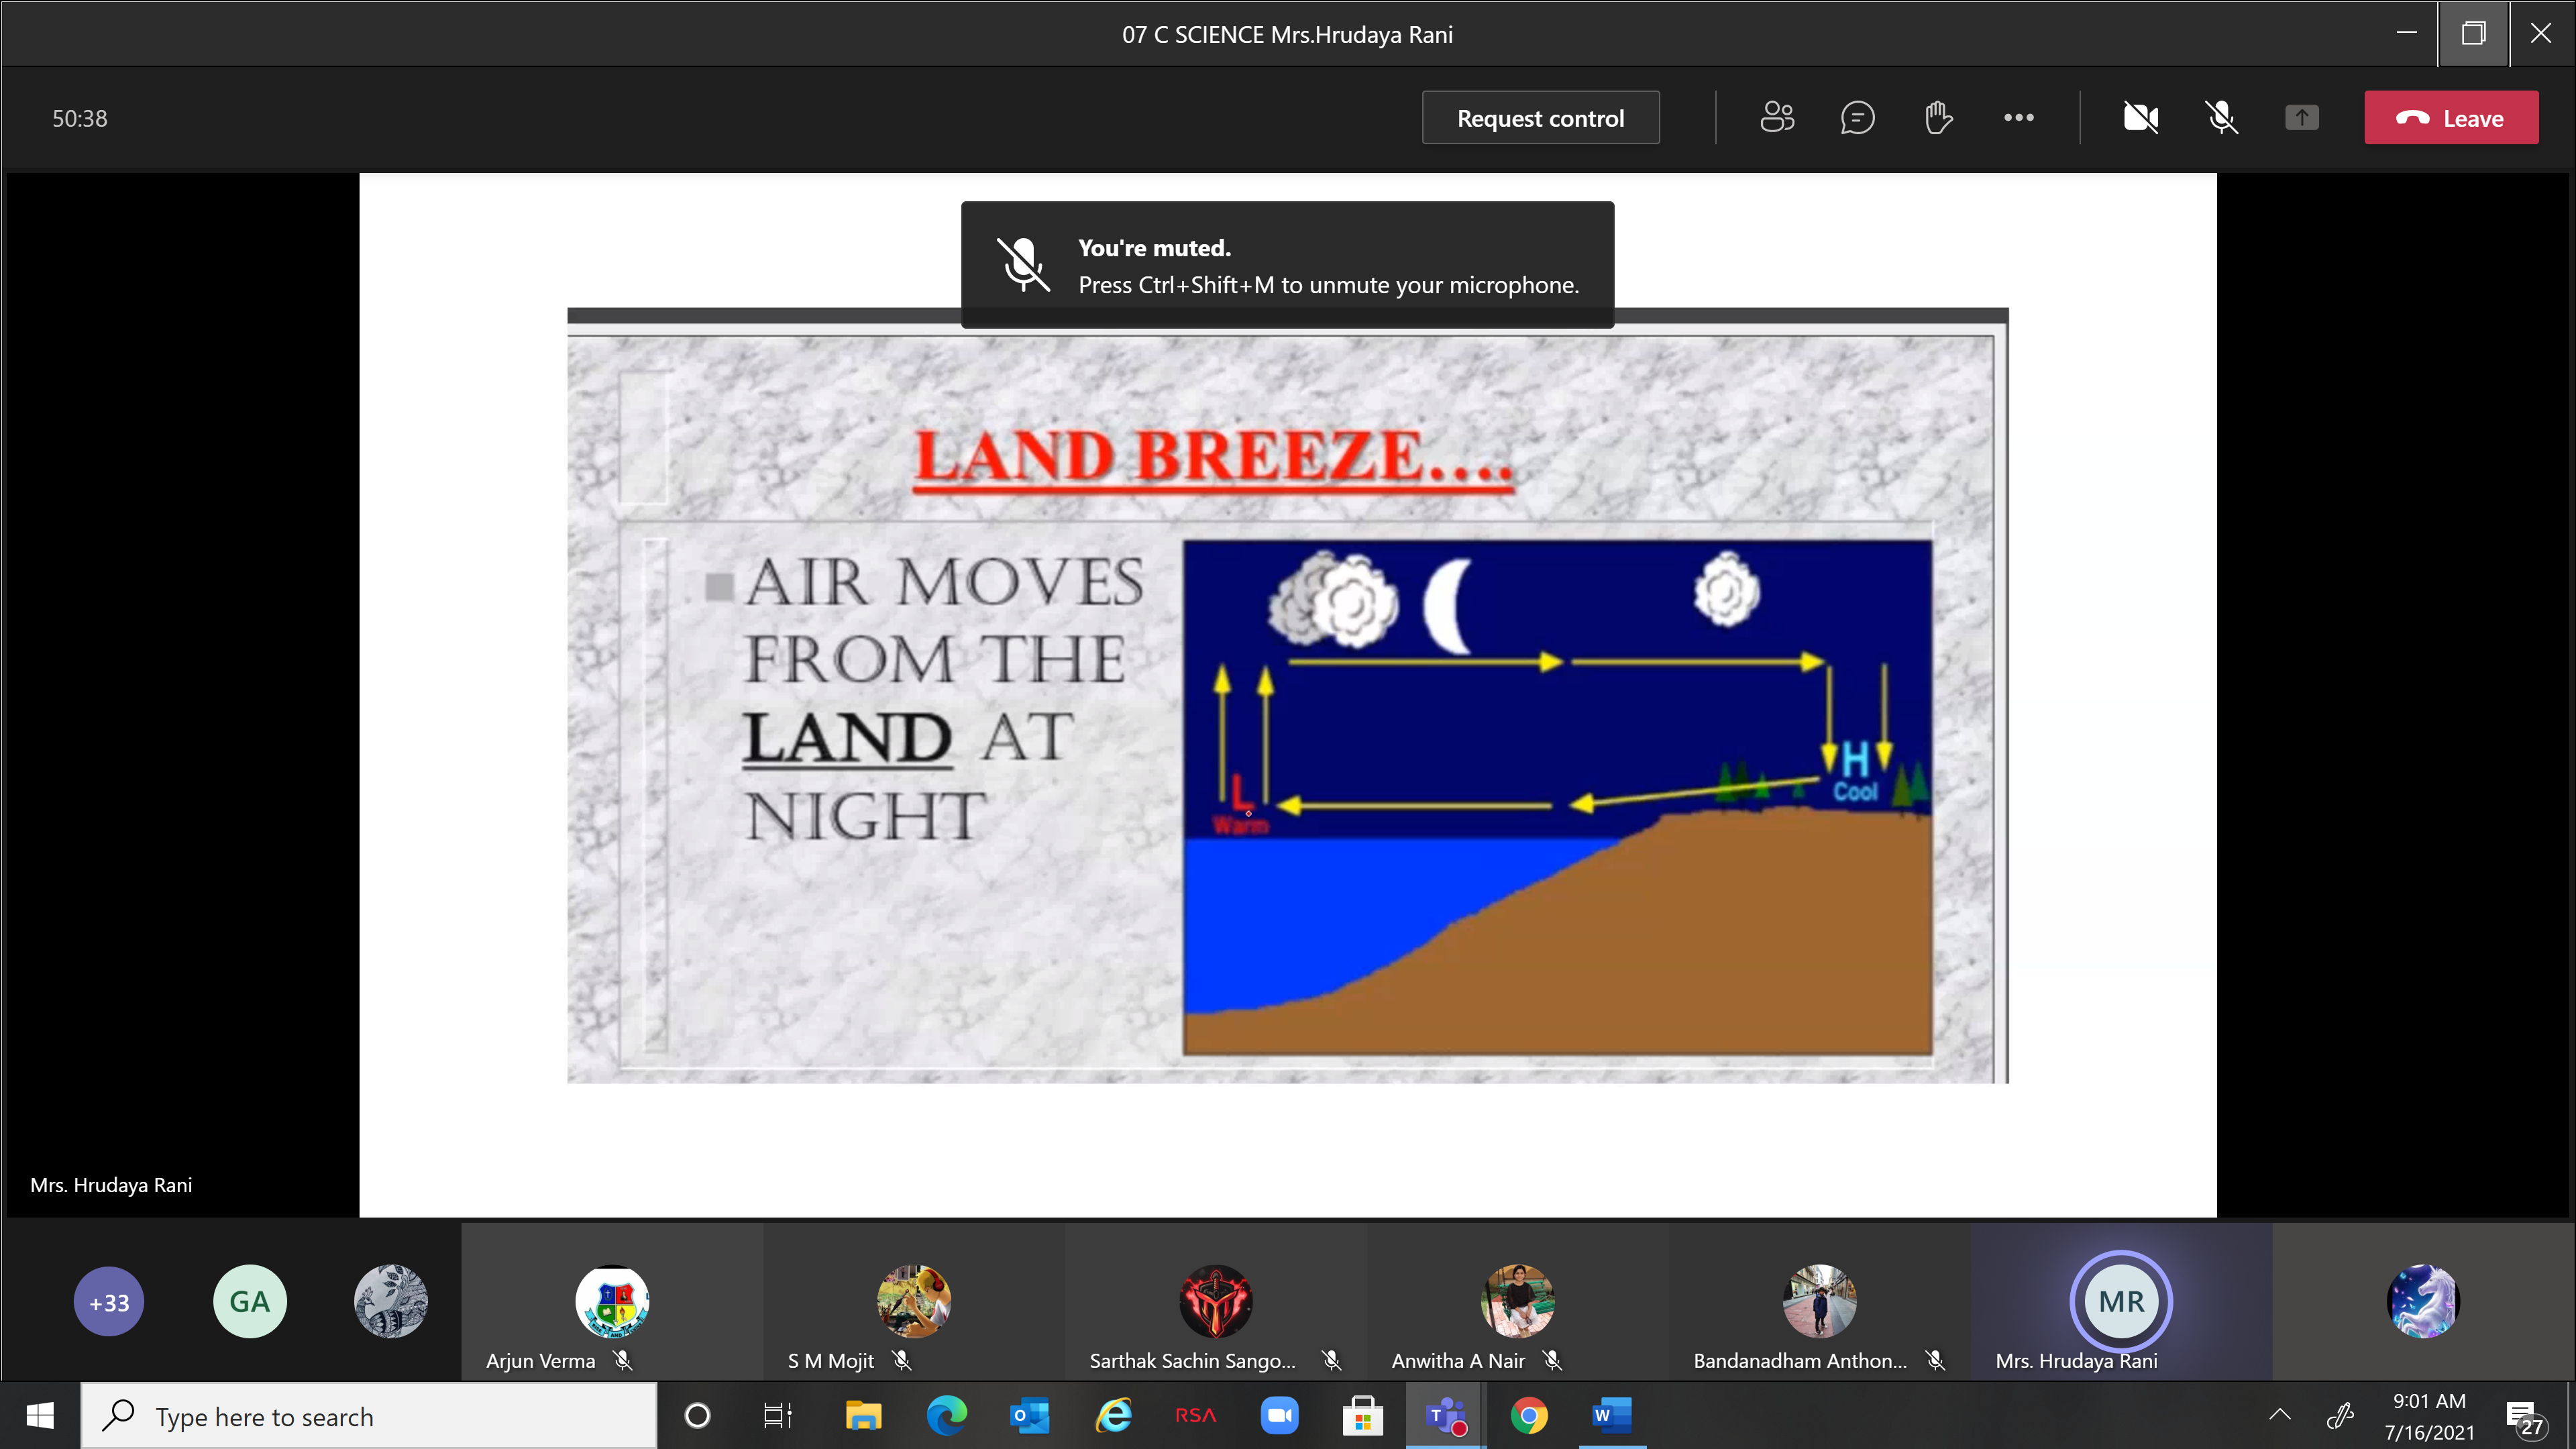 07 C SCIENCE Mrs.Hrudaya Rani
50:38
Request control
Leave
You're muted.
Press Ctrl+Shift+M to unmute your microphone.
LAND BREEZE....
AIR MOVES
FROM THE
LAND AT
NIGHT
H
Cool
L
Warm
Mrs. Hrudaya Rani
+33
GA
MR
Arjun Verma
S M Mojit
Sarthak Sachin Sango...
Anwitha A Nair
Bandanadham Anthon...
Mrs. Hrudaya Rani
Type here to search
RSA
9:01 AM
7/16/2021
27